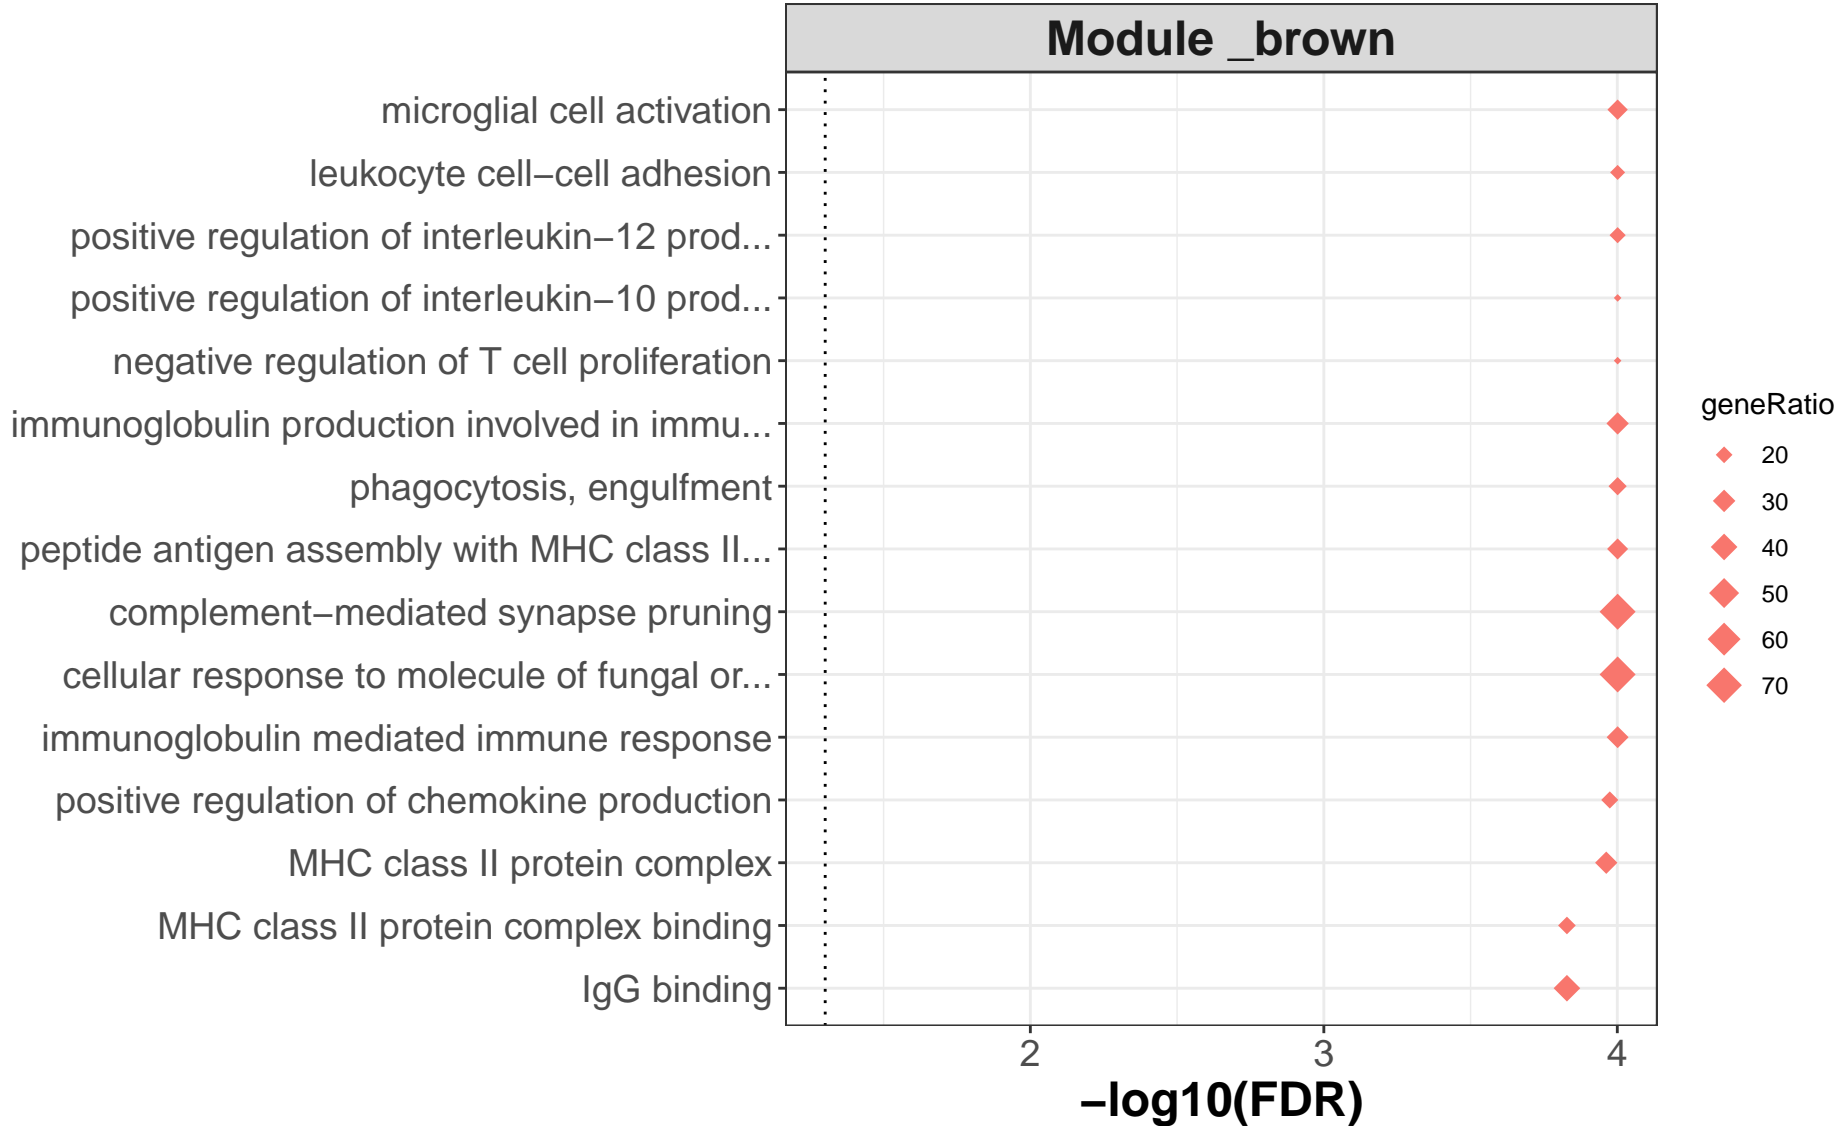 Module _brown
microglial cell activation
leukocyte cell−cell adhesion
positive regulation of interleukin−12 prod...
positive regulation of interleukin−10 prod...
negative regulation of T cell proliferation
immunoglobulin production involved in immu...
phagocytosis, engulfment
peptide antigen assembly with MHC class II...
complement−mediated synapse pruning
cellular response to molecule of fungal or...
immunoglobulin mediated immune response
positive regulation of chemokine production
MHC class II protein complex
MHC class II protein complex binding
IgG binding
2 3 4
−log10(FDR)
geneRatio
20
30
40
50
60
70